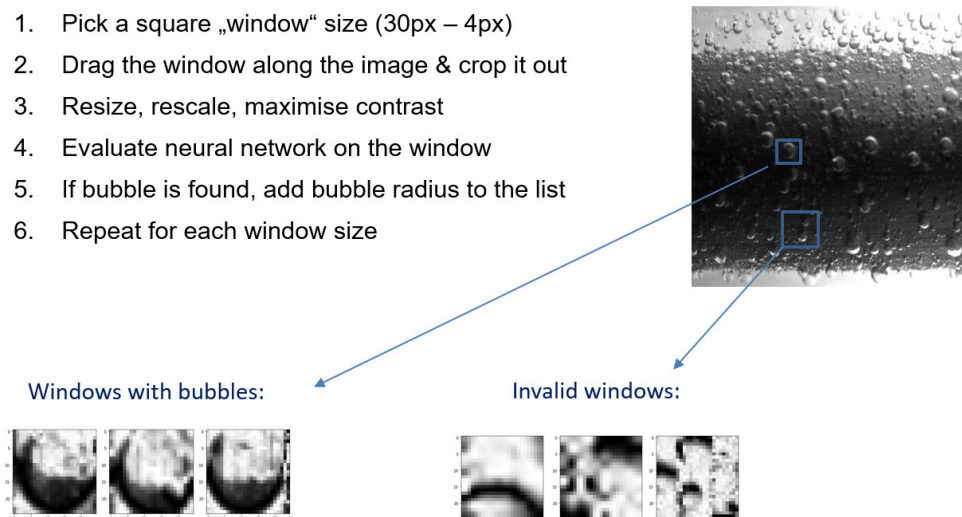 1. Pick a square „window“ size (30px – 4px)
2. Drag the window along the image & crop it out
3. Resize, rescale, maximise contrast
4. Evaluate neural network on the window
5. If bubble is found, add bubble radius to the list
6. Repeat for each window size
Windows with bubbles:
Invalid windows: